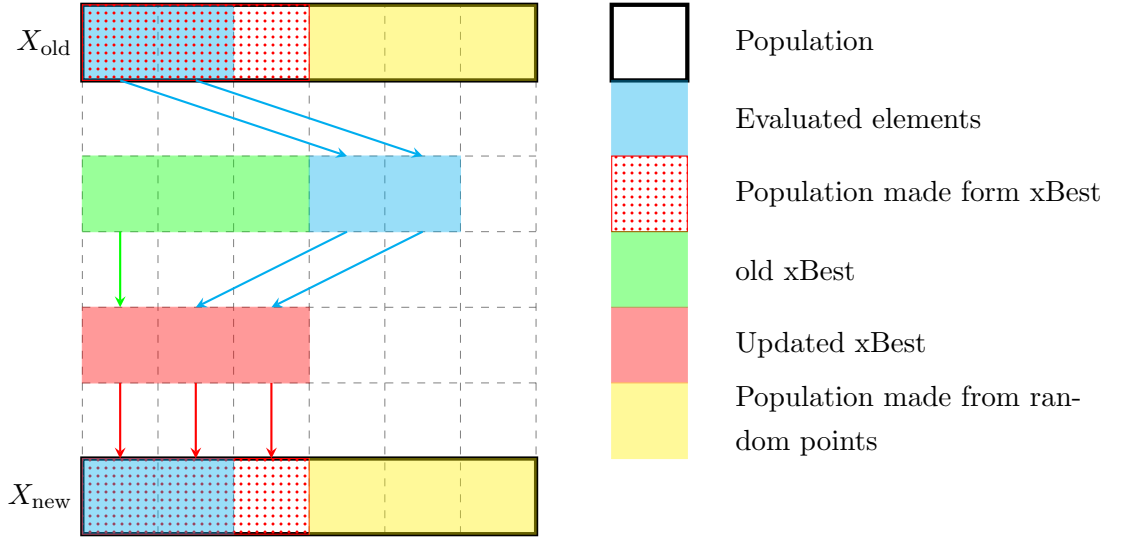 X_old
Population
Evaluated elements
Population made form xBest
old xBest
Updated xBest
Population made from ran-
dom points
X_new